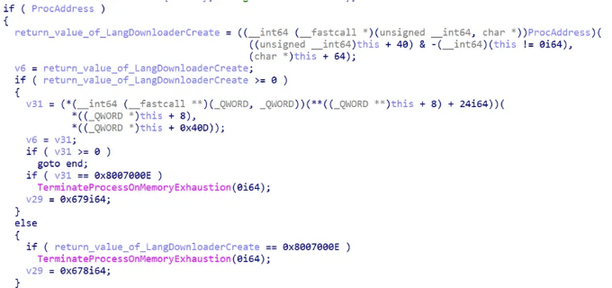 if ( ProcAddress )
{
return_value_of_LangDownloaderCreate = ((__int64 (__fastcall *)(unsigned __int64, char *))ProcAddress)(
((unsigned __int64)this + 40) & -(__int64)(this != 0i64),
(char *)this + 64);
v6 = return_value_of_LangDownloaderCreate;
if ( return_value_of_LangDownloaderCreate >= 0 )
{
v31 = (*(__int64 (__fastcall **)(_QWORD, _QWORD))(**((_QWORD **)this + 8) + 24i64))(
*((_QWORD *)this + 8),
*((_QWORD *)this + 0x40D));
v6 = v31;
if ( v31 >= 0 )
goto end;
if ( v31 == 0x8007000E )
TerminateProcessOnMemoryExhaustion(0i64);
v29 = 0x679i64;
}
else
{
if ( return_value_of_LangDownloaderCreate == 0x8007000E )
TerminateProcessOnMemoryExhaustion(0i64);
v29 = 0x678i64;
}